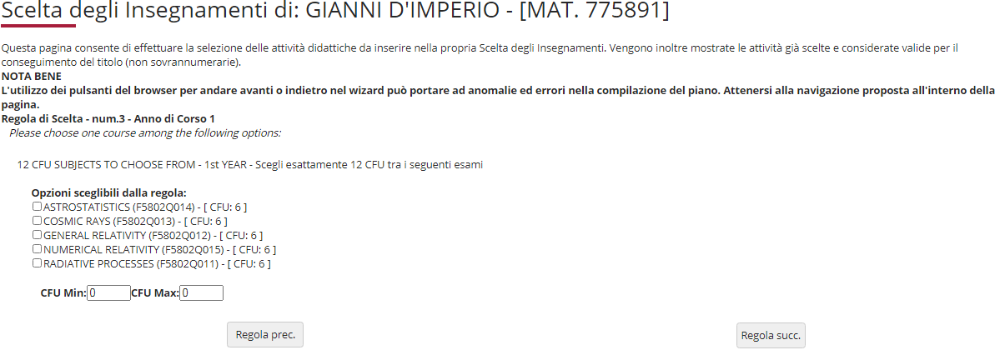 Scelta degli Insegnamenti di: GIANNI D'IMPERIO - [MAT. 775891]
Questa pagina consente di effettuare la selezione delle attività didattiche da inserire nella propria Scelta degli Insegnamenti. Vengono inoltre mostrate le attività già scelte e considerate valide per il
conseguimento del titolo (non sovrannumerarie).
NOTA BENE
L'utilizzo dei pulsanti del browser per andare avanti o indietro nel wizard può portare ad anomalie ed errori nella compilazione del piano. Attenersi alla navigazione proposta all'interno della
pagina.
Regola di Scelta - num.3 - Anno di Corso 1
Please choose one course among the following options:
12 CFU SUBJECTS TO CHOOSE FROM - 1st YEAR - Scegli esattamente 12 CFU tra i seguenti esami
Opzioni sceglibili dalla regola:
ASTROSTATISTICS (F5802Q014) - [ CFU: 6 ]
COSMIC RAYS (F5802Q013) - [ CFU: 6 ]
GENERAL RELATIVITY (F5802Q012) - [ CFU: 6 ]
NUMERICAL RELATIVITY (F5802Q015) - [ CFU: 6 ]
RADIATIVE PROCESSES (F5802Q011) - [ CFU: 6 ]
CFU Min: 0 CFU Max: 0
Regola prec. Regola succ.